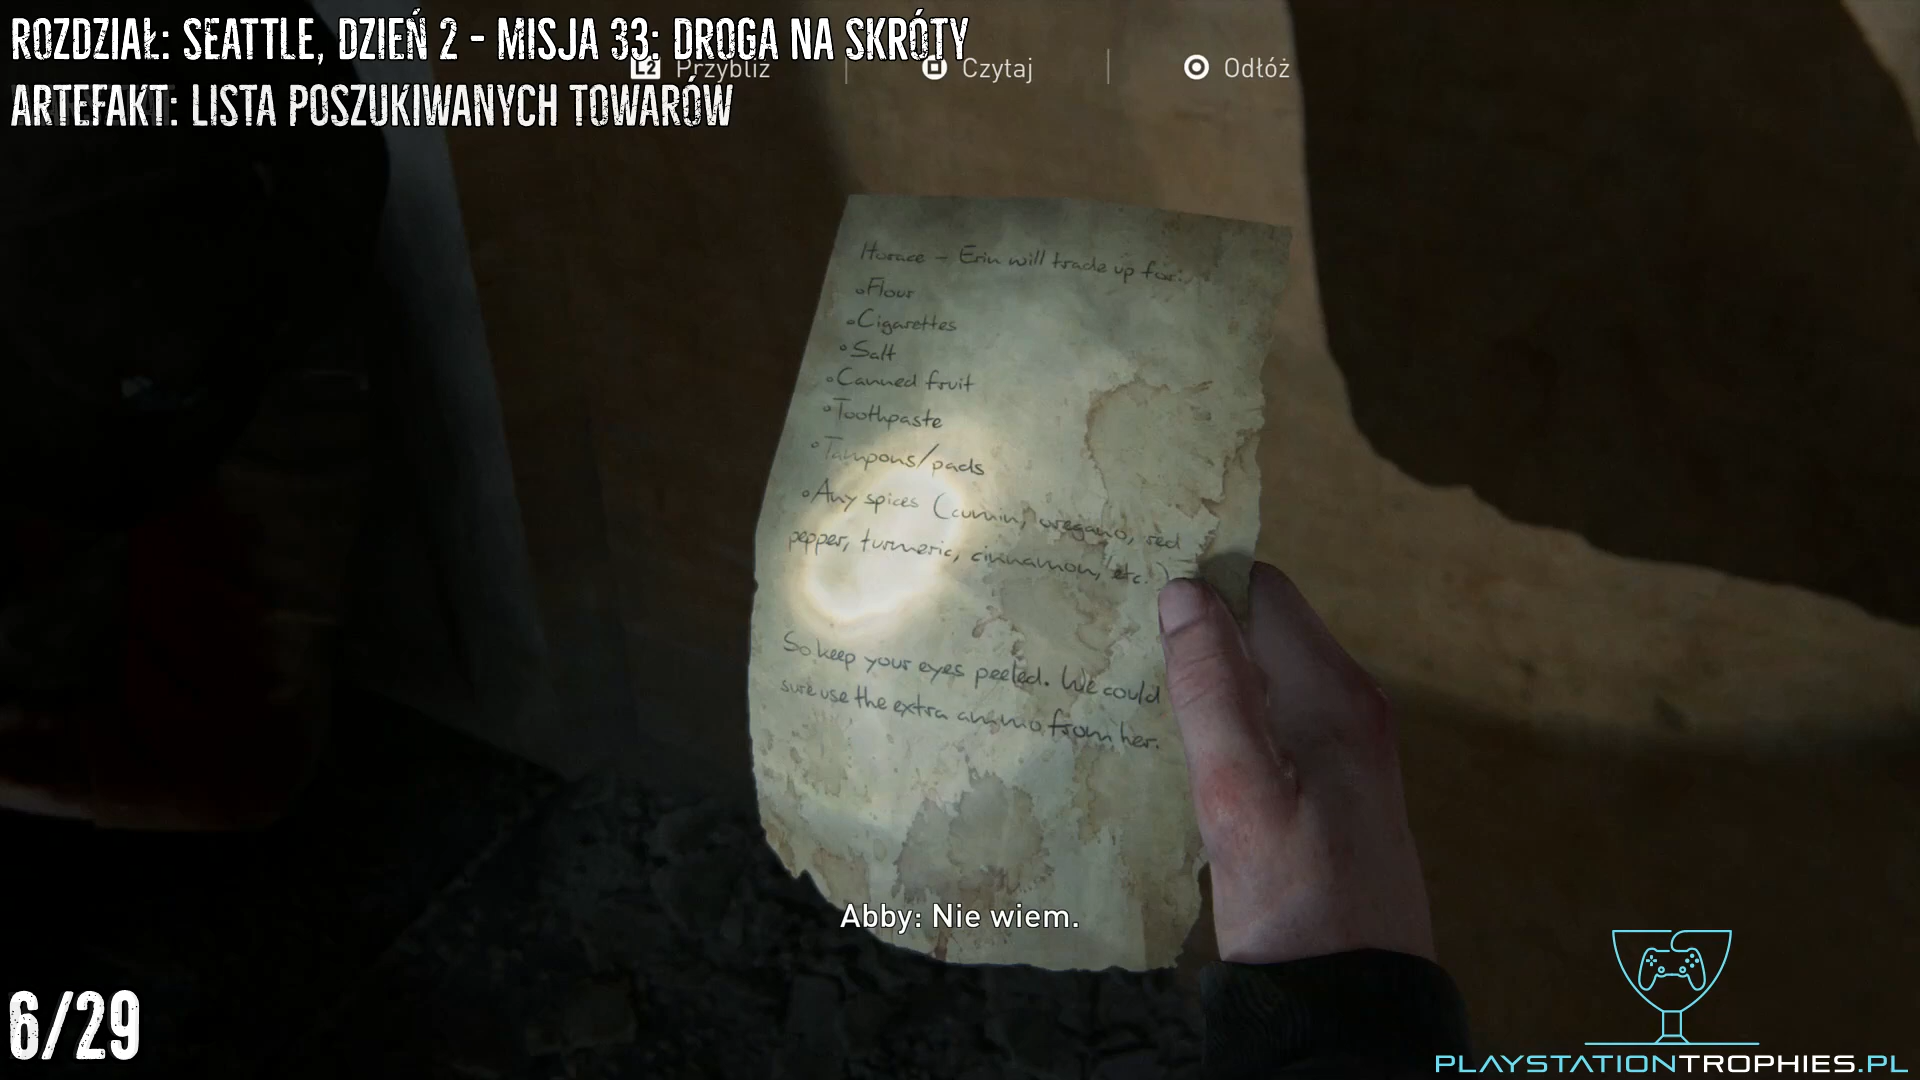 ROZDZIAŁ: SEATTLE, DZIEŃ 2 - MISJA 33: DROGA NA SKRÓTY
L2 Przybliż
Czytaj
Odłóż
ARTEFAKT: LISTA POSZUKIWANYCH TOWARÓW
Horace - Erin will trade up for:
Flour
Cigarettes
Salt
Canned fruit
Toothpaste
Tampons/pads
Any spices (cumin, oregano, red
pepper, turmeric, cinnamon, etc.)
So keep your eyes peeled. We could
sure use the extra ammo from her.
Abby: Nie wiem.
6/29
PLAYSTATIONTROPHIES.PL